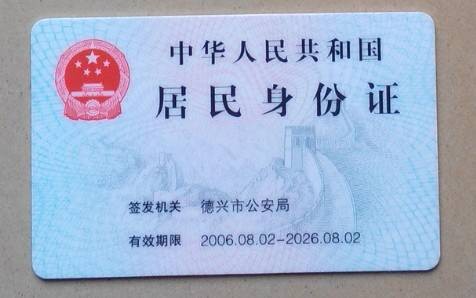 中华人民共和国
居民身份证
签发机关 德兴市公安局
有效期限 2006.08.02-2026.08.02